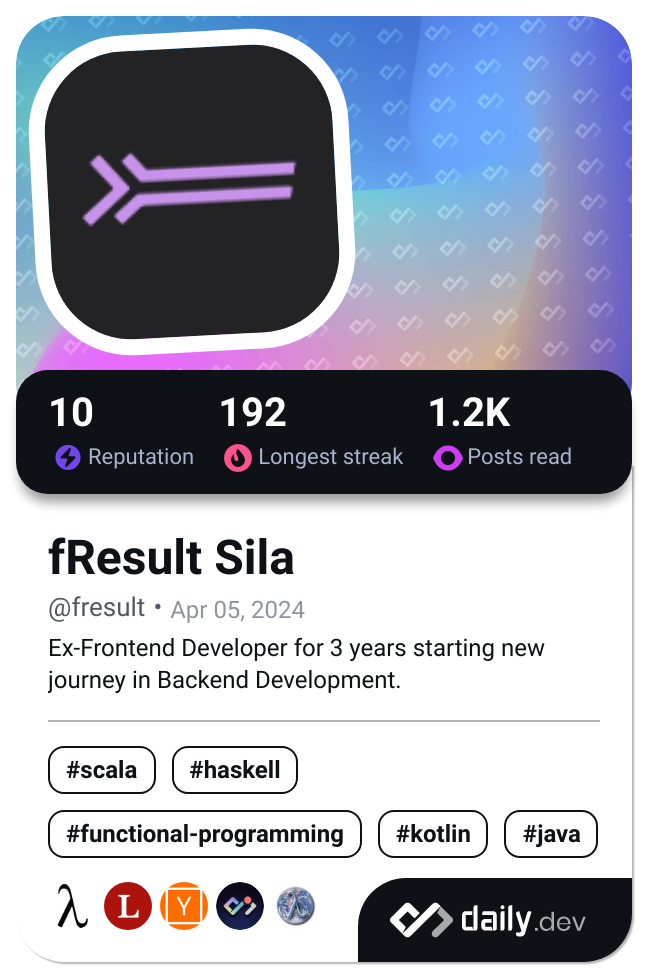 10 192 1.2K
Reputation Longest streak Posts read
fResult Sila
@fresult • Apr 05, 2024
Ex-Frontend Developer for 3 years starting new
journey in Backend Development.
#scala #haskell
#functional-programming #kotlin #java
λ L Y daily.dev